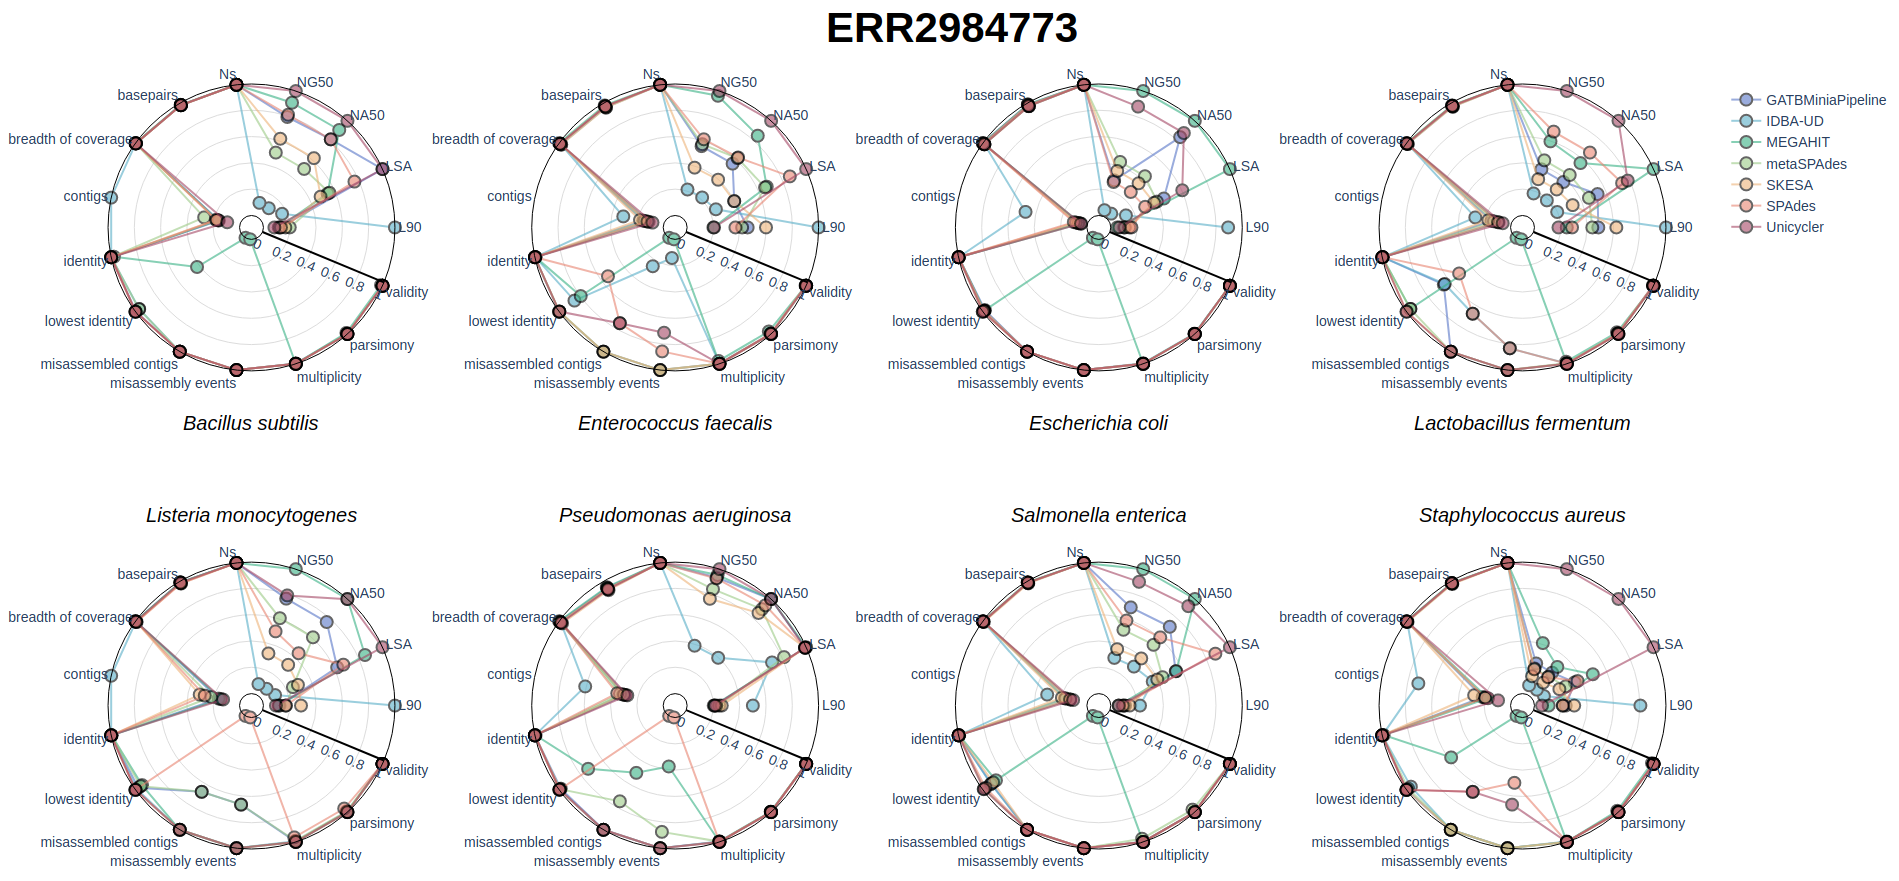 ERR2984773
Ns
NG50
NA50
LSA
L90
validity
parsimony
multiplicity
misassembly events
misassembled contigs
lowest identity
identity
contigs
breadth of coverage
basepairs
0
0.2
0.4
0.6
0.8
1
Bacillus subtilis
Ns
NG50
NA50
LSA
L90
validity
parsimony
multiplicity
misassembly events
misassembled contigs
lowest identity
identity
contigs
breadth of coverage
basepairs
0
0.2
0.4
0.6
0.8
1
Enterococcus faecalis
Ns
NG50
NA50
LSA
L90
validity
parsimony
multiplicity
misassembly events
misassembled contigs
lowest identity
identity
contigs
breadth of coverage
basepairs
0
0.2
0.4
0.6
0.8
1
Escherichia coli
Ns
NG50
NA50
LSA
L90
validity
parsimony
multiplicity
misassembly events
misassembled contigs
lowest identity
identity
contigs
breadth of coverage
basepairs
0
0.2
0.4
0.6
0.8
1
Lactobacillus fermentum
GATBMiniaPipeline
IDBA-UD
MEGAHIT
metaSPAdes
SKESA
SPAdes
Unicycler
Listeria monocytogenes
Ns
NG50
NA50
LSA
L90
validity
parsimony
multiplicity
misassembly events
misassembled contigs
lowest identity
identity
contigs
breadth of coverage
basepairs
0
0.2
0.4
0.6
0.8
1
Pseudomonas aeruginosa
Ns
NG50
NA50
LSA
L90
validity
parsimony
multiplicity
misassembly events
misassembled contigs
lowest identity
identity
contigs
breadth of coverage
basepairs
0
0.2
0.4
0.6
0.8
1
Salmonella enterica
Ns
NG50
NA50
LSA
L90
validity
parsimony
multiplicity
misassembly events
misassembled contigs
lowest identity
identity
contigs
breadth of coverage
basepairs
0
0.2
0.4
0.6
0.8
1
Staphylococcus aureus
Ns
NG50
NA50
LSA
L90
validity
parsimony
multiplicity
misassembly events
misassembled contigs
lowest identity
identity
contigs
breadth of coverage
basepairs
0
0.2
0.4
0.6
0.8
1